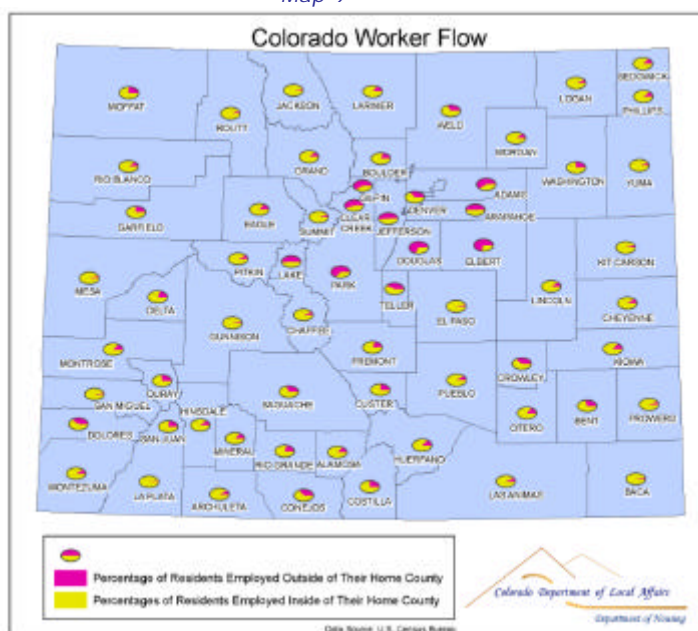 Map
Colorado Worker Flow
MOFFAT
ROUTT
JACKSON
LARIMER
WELD
LOGAN
SEDGWICK
PHILLIPS
MORGAN
GRAND
BOULDER
RIO BLANCO
WASHINGTON
YUMA
GILPIN
ADAMS
GARFIELD
EAGLE
SUMMIT
CLEAR
CREEK
DENVER
JEFFERSON
ARAPAHOE
PITKIN
LAKE
PARK
DOUGLAS
ELBERT
KIT CARSON
MESA
TELLER
LINCOLN
DELTA
GUNNISON
CHAFFEE
EL PASO
CHEYENNE
MONTROSE
FREMONT
CROWLEY
KIOWA
OURAY
SAN MIGUEL
HINSDALE
SAGUACHE
CUSTER
PUEBLO
OTERO
BENT
PROWERS
DOLORES
SAN JUAN
MINERAL
RIO GRANDE
ALAMOSA
HUERFANO
MONTEZUMA
LA PLATA
ARCHULETA
CONEJOS
COSTILLA
LAS ANIMAS
BACA
Percentage of Residents Employed Outside of Their Home County
Percentages of Residents Employed Inside of Their Home County
Colorado Department of Local Affairs
Department of Housing
Data Source: U.S. Census Bureau